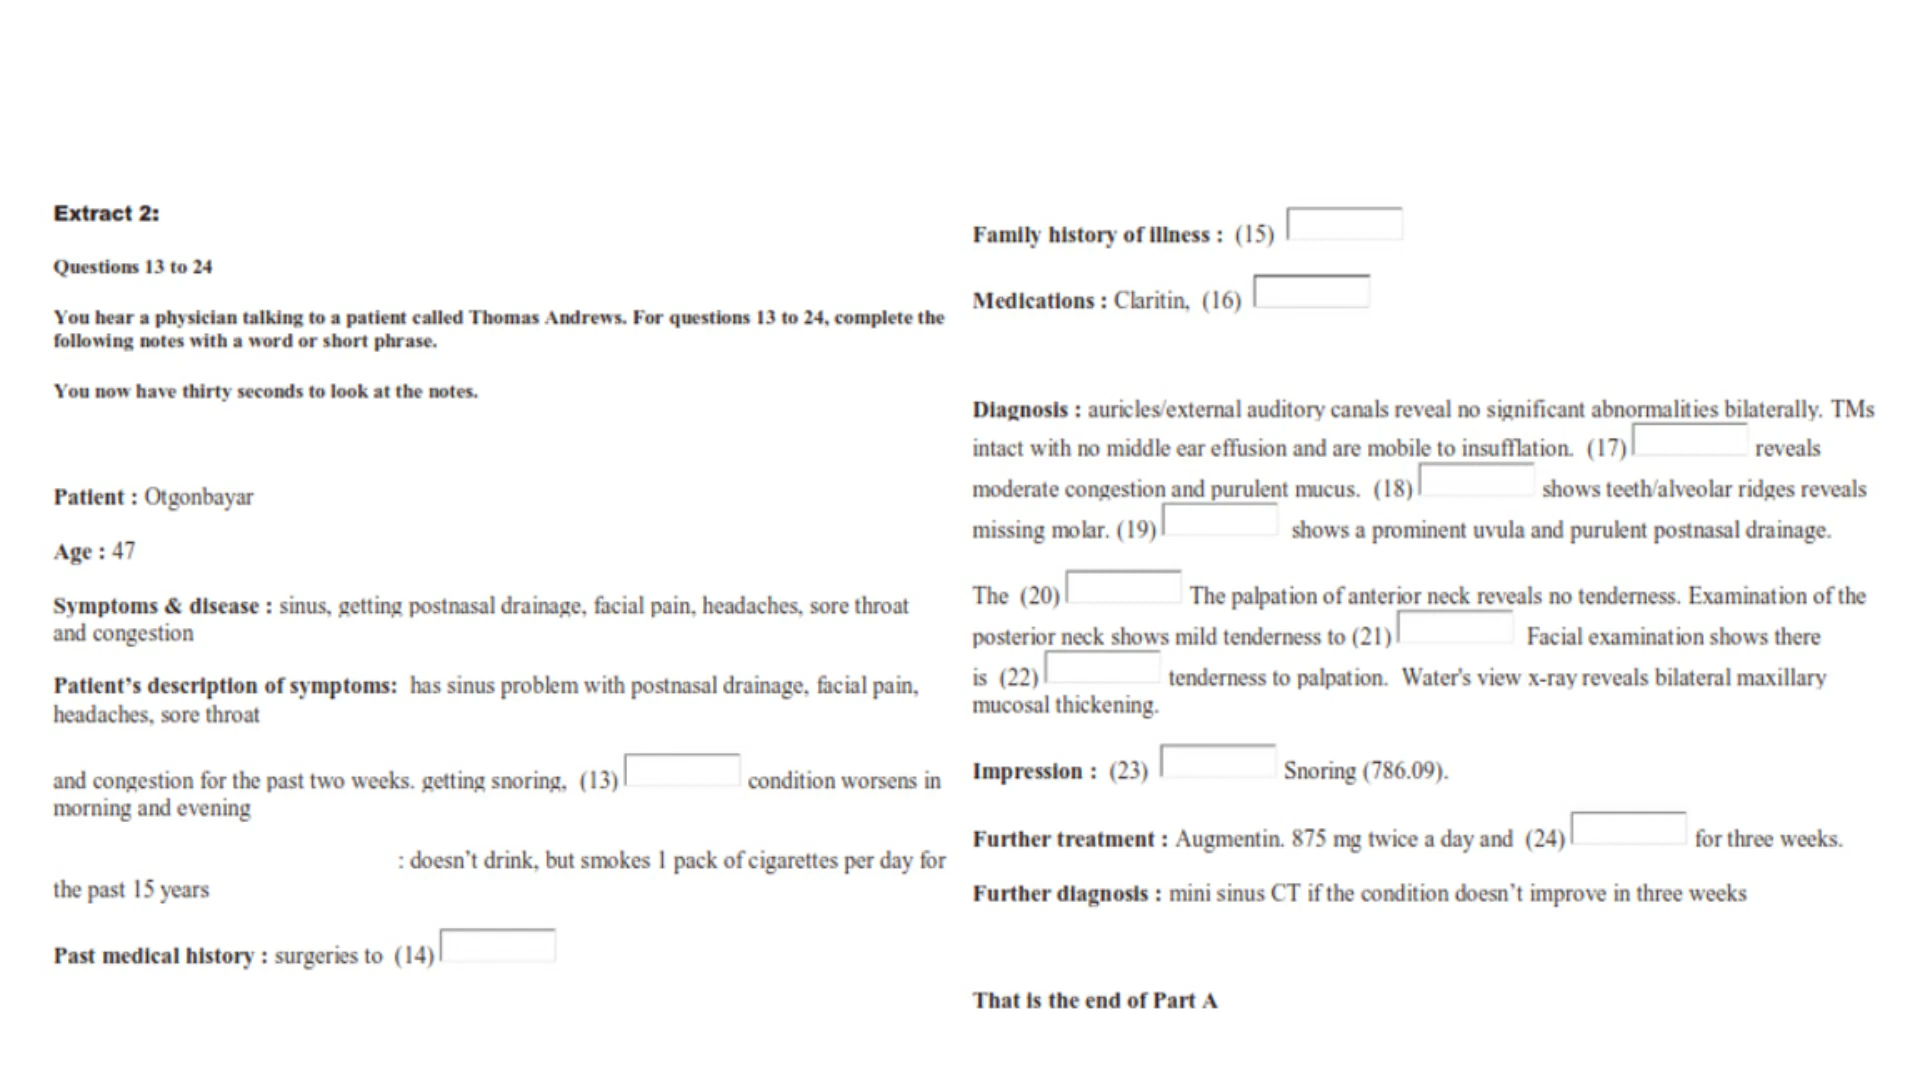 Extract 2:
Questions 13 to 24
You hear a physician talking to a patient called Thomas Andrews. For questions 13 to 24, complete the
following notes with a word or short phrase.
You now have thirty seconds to look at the notes.
Patient : Otgonbayar
Age : 47
Symptoms & disease : sinus, getting postnasal drainage, facial pain, headaches, sore throat
and congestion
Patient's description of symptoms: has sinus problem with postnasal drainage, facial pain,
headaches, sore throat
and congestion for the past two weeks. getting snoring, (13) condition worsens in
morning and evening
: doesn't drink, but smokes 1 pack of cigarettes per day for
the past 15 years
Past medical history : surgeries to (14)
Family history of illness : (15)
Medications : Claritin, (16)
Diagnosis : auricles/external auditory canals reveal no significant abnormalities bilaterally. TMs
intact with no middle ear effusion and are mobile to insufflation. (17) reveals
moderate congestion and purulent mucus. (18) shows teeth/alveolar ridges reveals
missing molar. (19) shows a prominent uvula and purulent postnasal drainage.
The (20) The palpation of anterior neck reveals no tenderness. Examination of the
posterior neck shows mild tenderness to (21) Facial examination shows there
is (22) tenderness to palpation. Water's view x-ray reveals bilateral maxillary
mucosal thickening.
Impression : (23) Snoring (786.09).
Further treatment : Augmentin. 875 mg twice a day and (24) for three weeks.
Further diagnosis : mini sinus CT if the condition doesn't improve in three weeks
That is the end of Part A